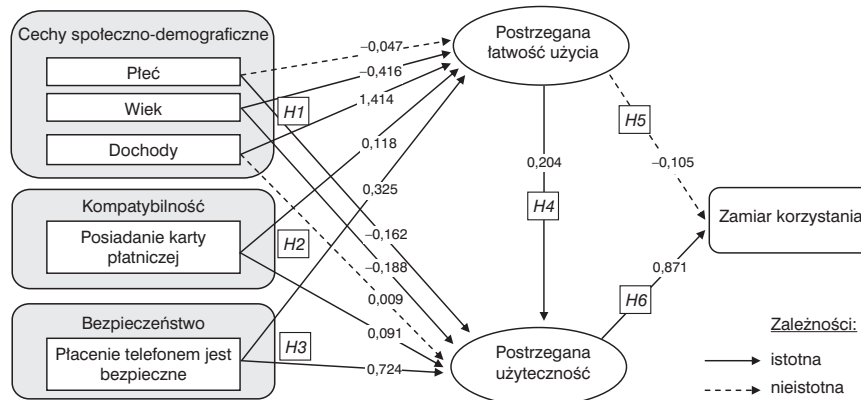 Cechy społeczno-demograficzne
Płeć
Wiek
Dochody
Kompatybilność
Posiadanie karty
płatniczej
Bezpieczeństwo
Płacenie telefonem jest
bezpieczne
H1
H2
H3
–0,047
–0,416
1,414
0,118
0,325
–0,162
–0,188
0,009
0,091
0,724
Postrzegana
łatwość użycia
0,204
H4
Postrzegana
użyteczność
H5
–0,105
H6
0,871
Zamiar korzystania
Zależności:
istotna
nieistotna